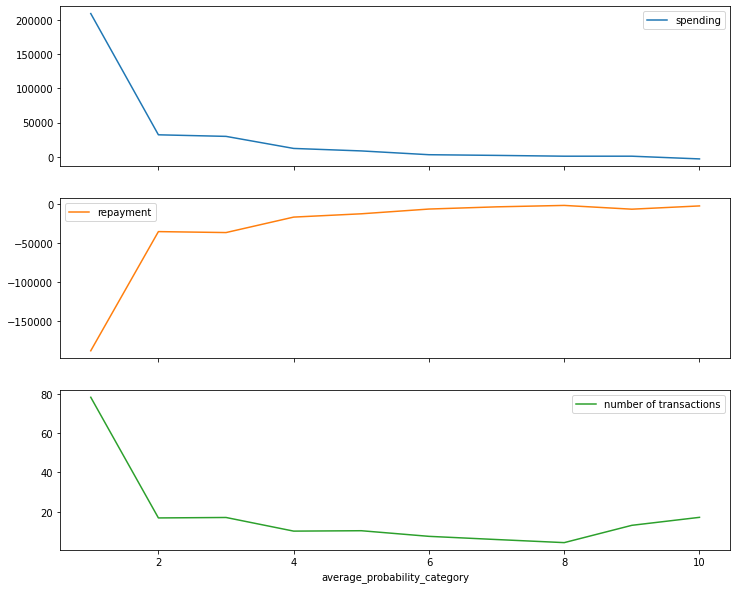 200000
150000
100000
50000
0
spending
0
−50000
−100000
−150000
repayment
80
60
40
20
number of transactions
2 4 6 8 10
average_probability_category